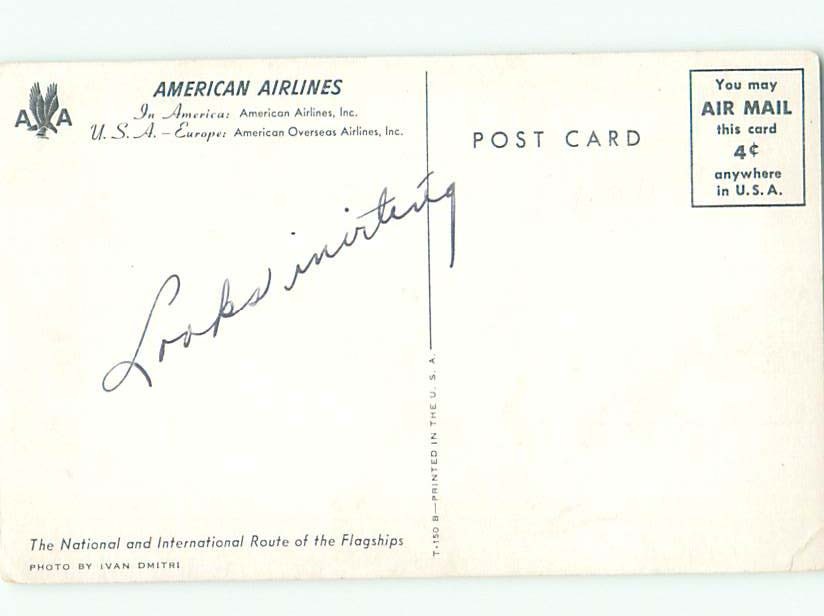 A A
AMERICAN AIRLINES
In America: American Airlines, Inc.
U. S. A. – Europe: American Overseas Airlines, Inc.
POST CARD
You may
AIR MAIL
this card
4¢
anywhere
in U.S.A.
Looks
T-150 B—PRINTED IN THE U. S. A.
The National and International Route of the Flagships
PHOTO BY IVAN DMITRI